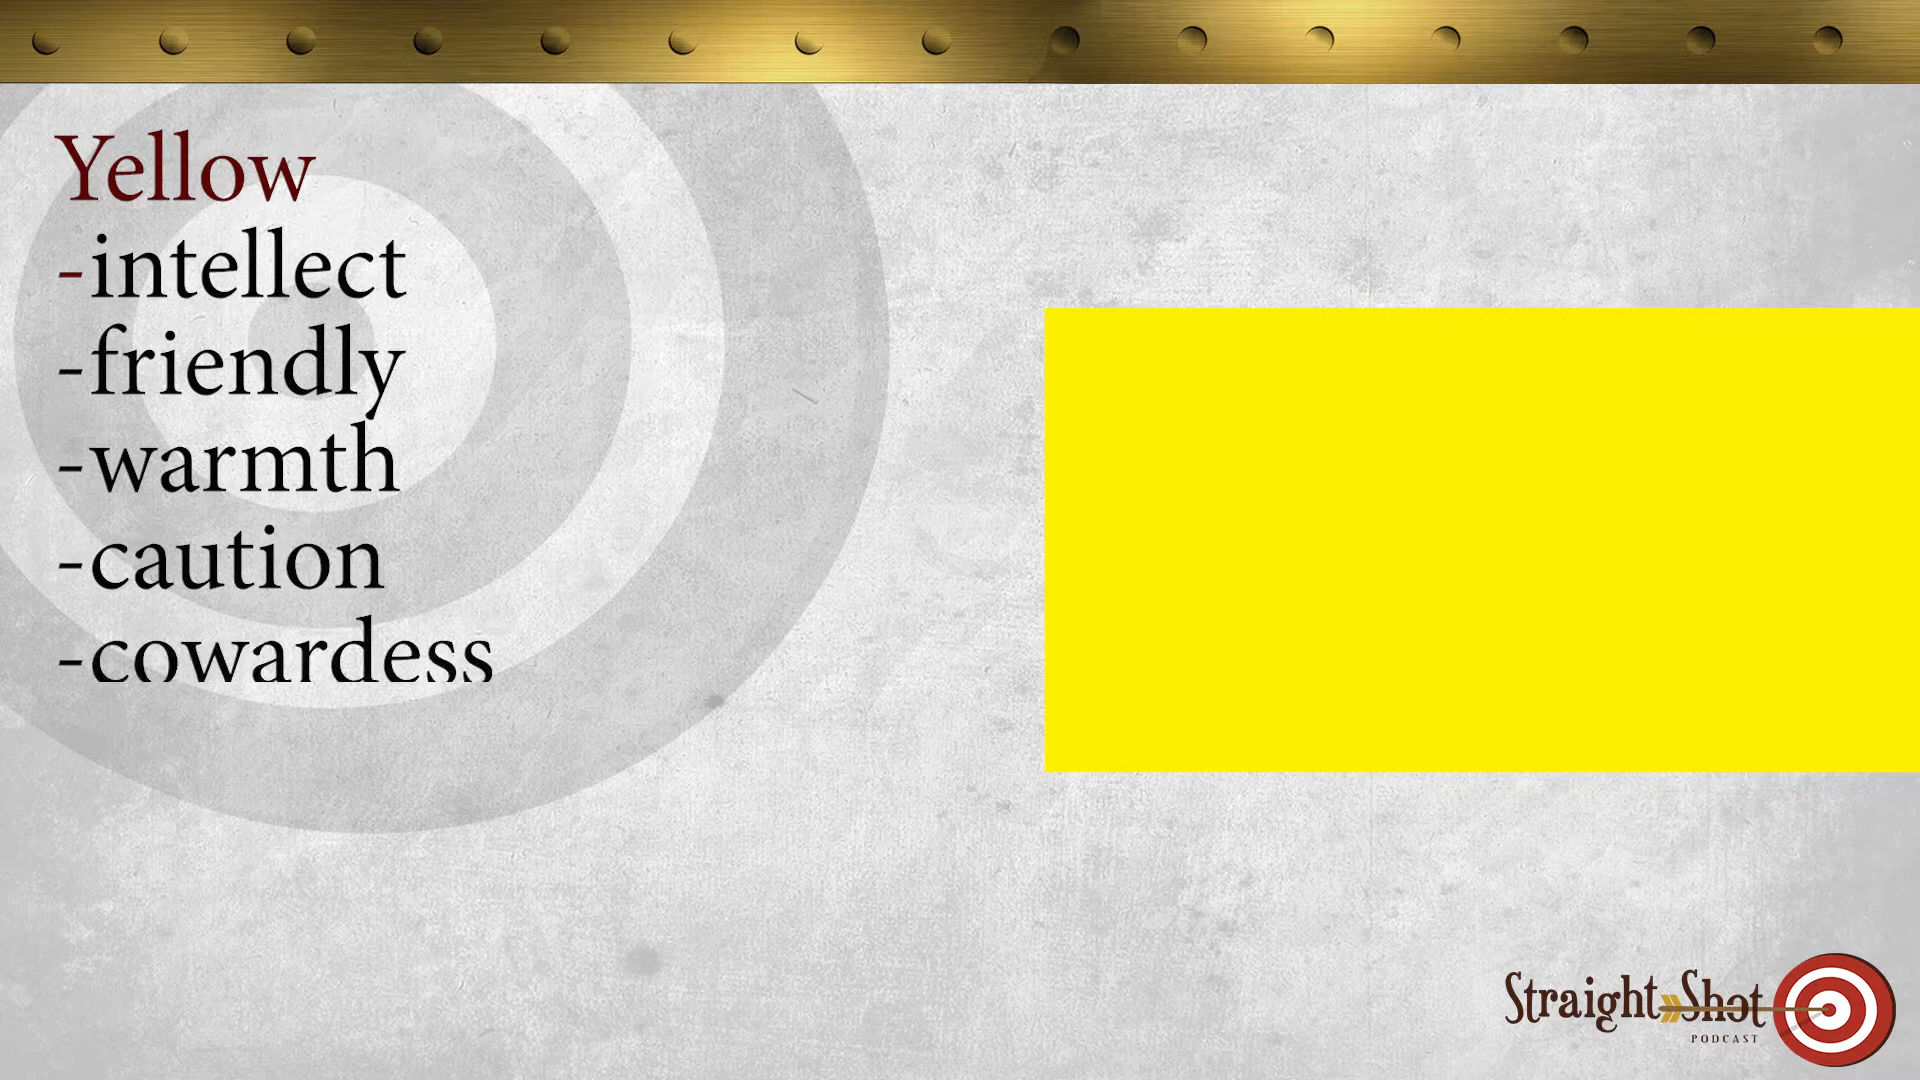 Yellow
-intellect
-friendly
-warmth
-caution
-cowardess
Straight Shot
PODCAST